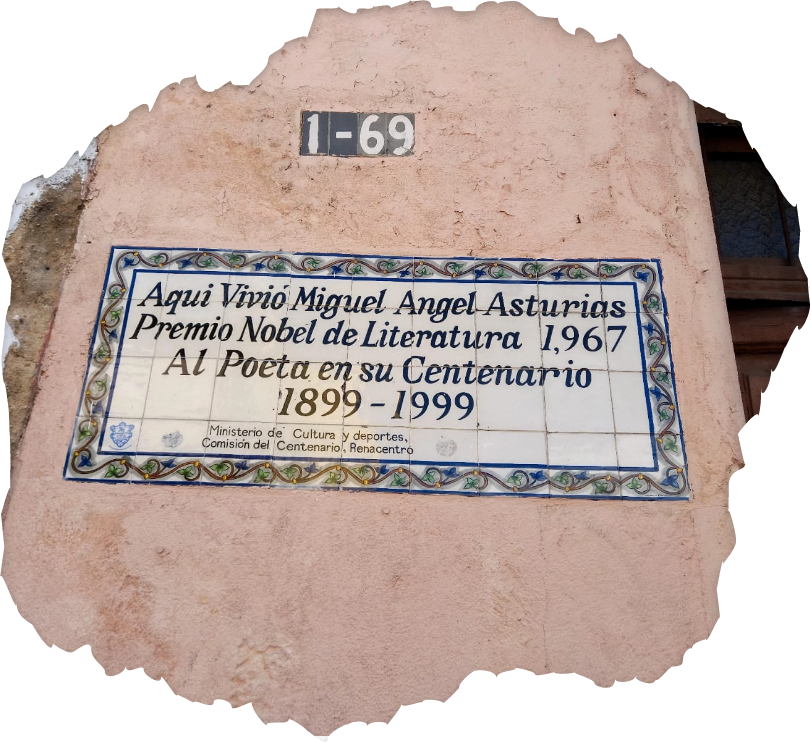 1-69
Aqui Vivió Miguel Angel Asturias
Premio Nobel de Literatura 1,967
Al Poeta en su Centenario
1899-1999
Ministerio de Cultura y deportes,
Comisión del Centenario, Renacentro